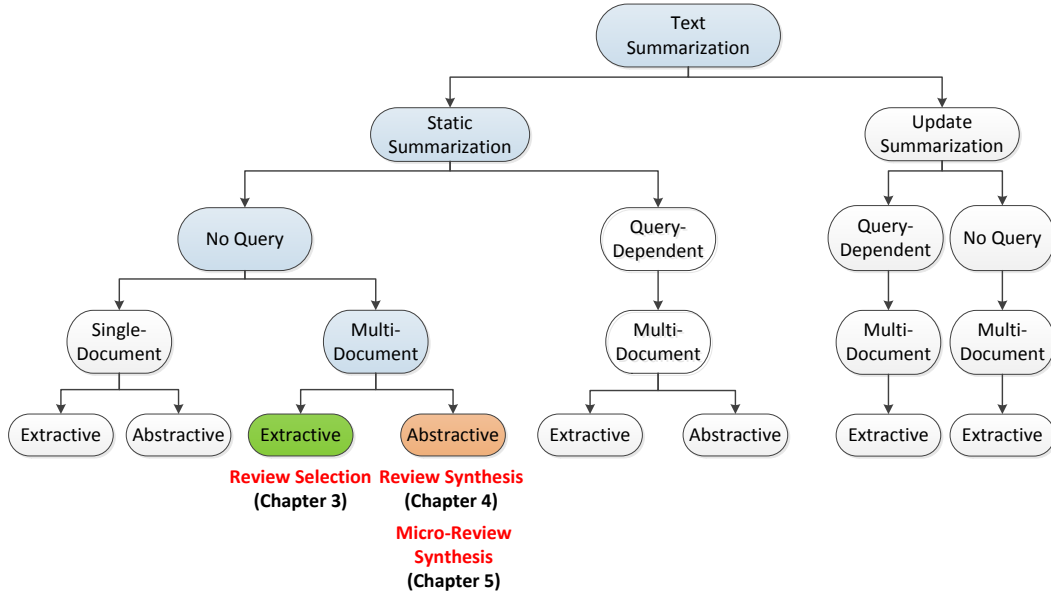 Text
Summarization
Static
Summarization
Update
Summarization
No Query
Query-
Dependent
Query-
Dependent
No Query
Single-
Document
Multi-
Document
Multi-
Document
Multi-
Document
Multi-
Document
Extractive
Abstractive
Extractive
Abstractive
Extractive
Abstractive
Extractive
Extractive
Review Selection
(Chapter 3)
Review Synthesis
(Chapter 4)
Micro-Review
Synthesis
(Chapter 5)